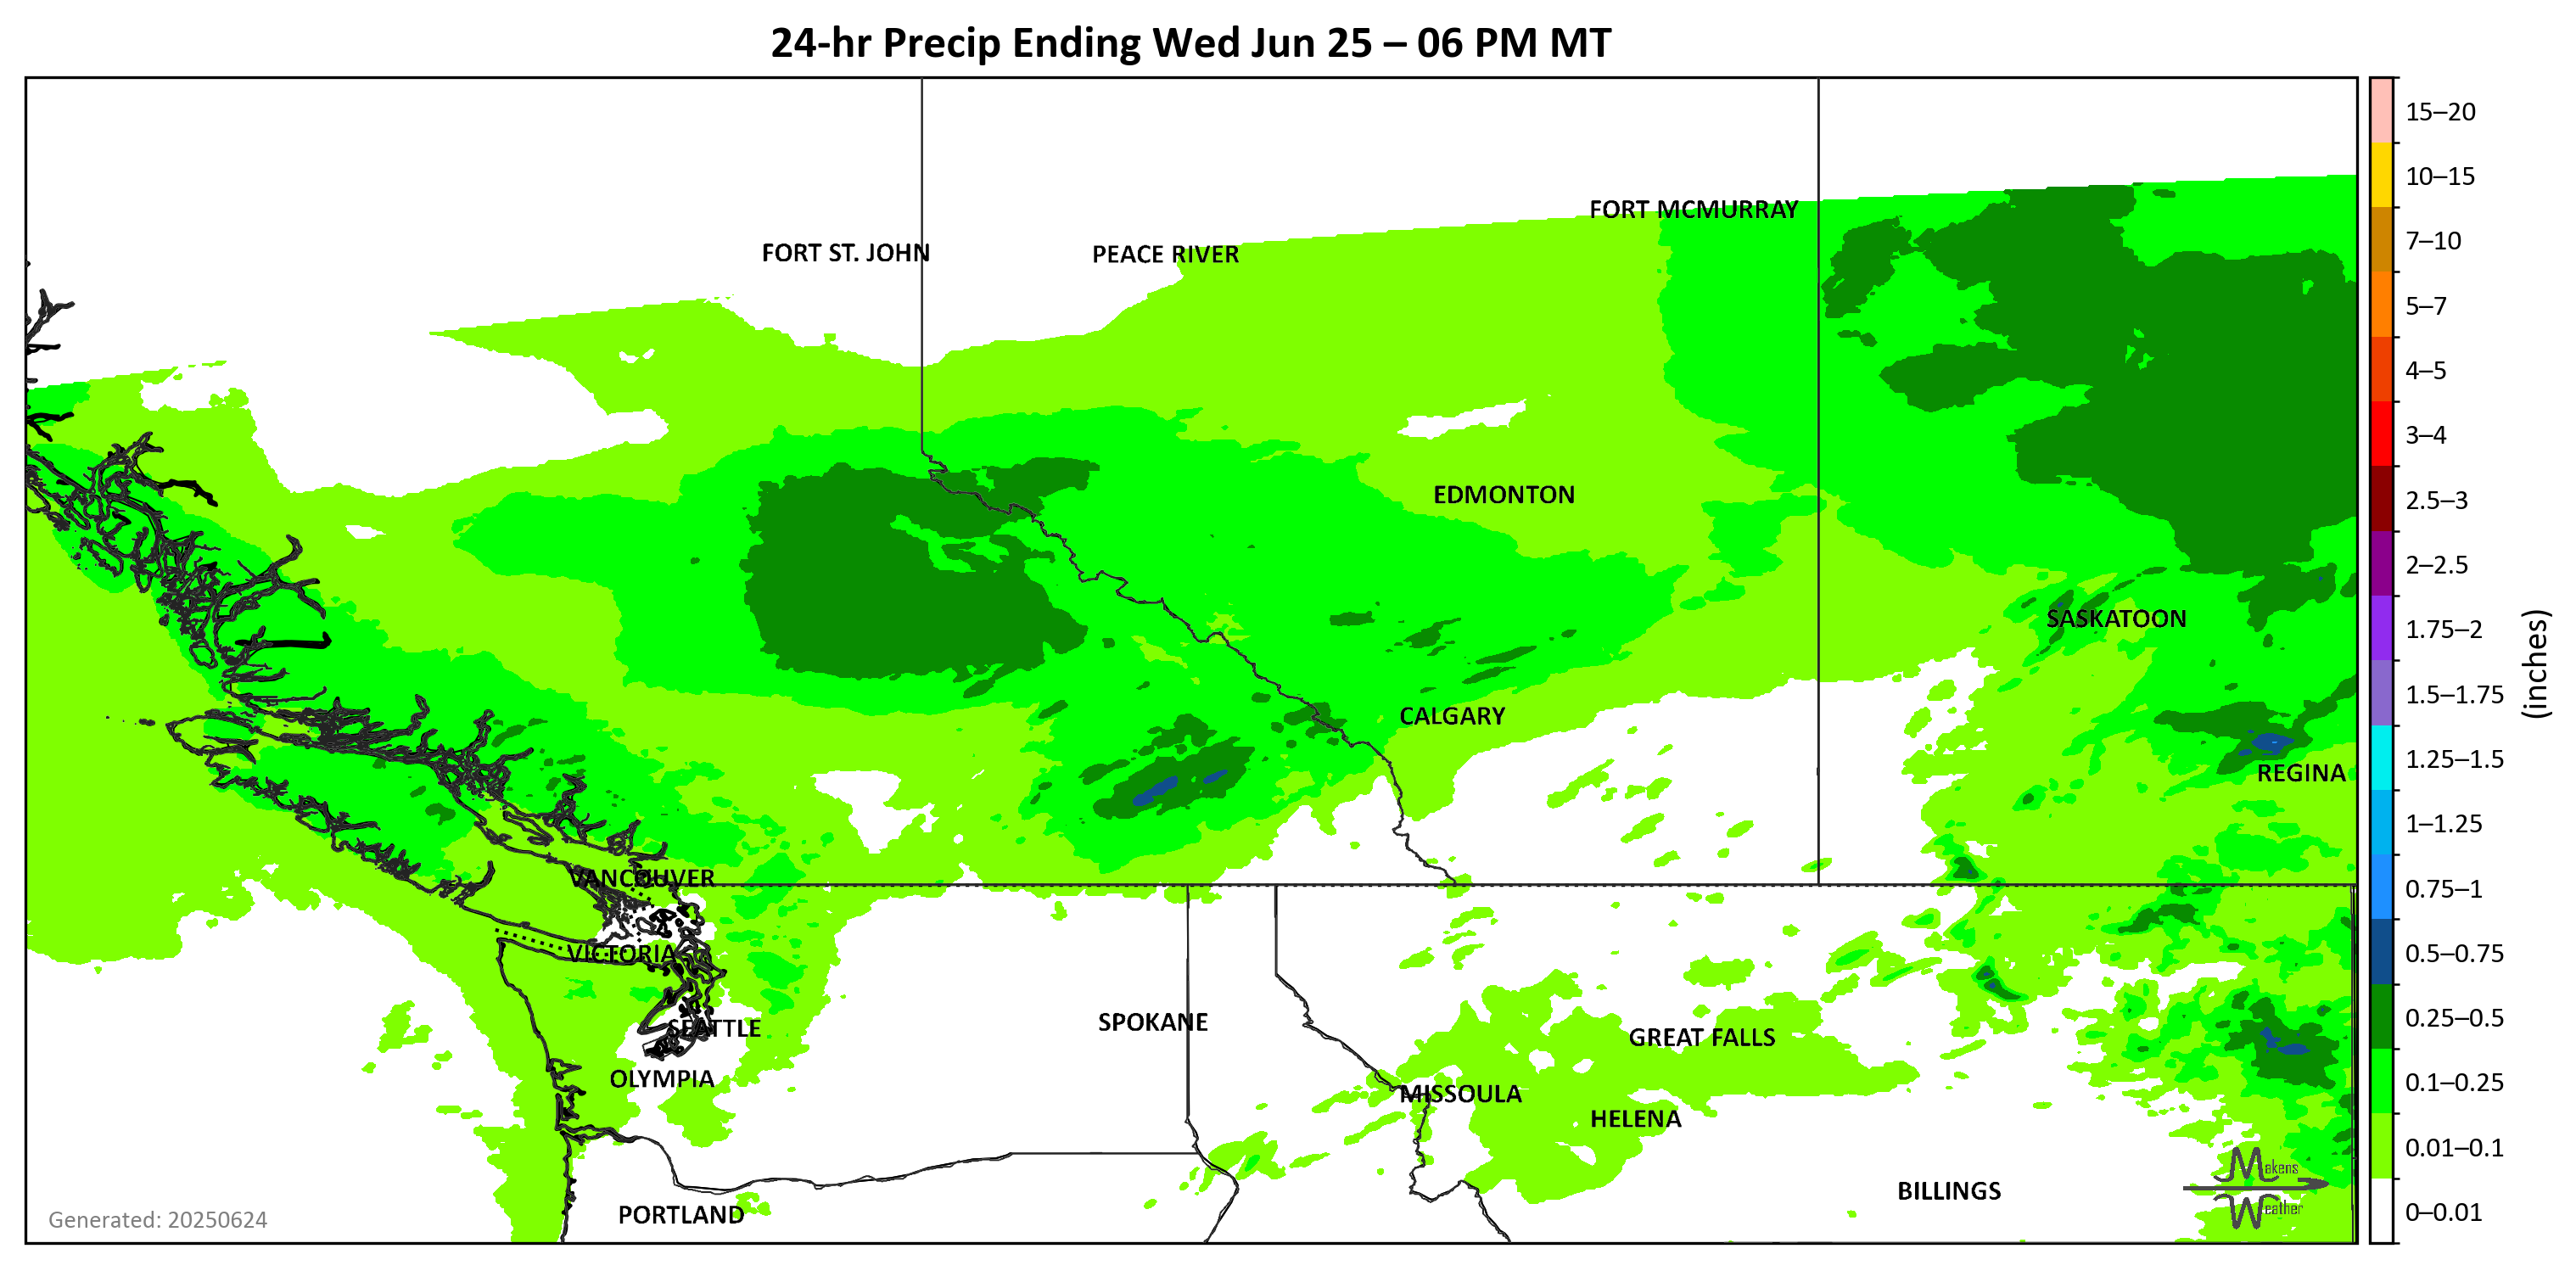 24-hr Precip Ending Wed Jun 25 – 06 PM MT
15–20
10–15
7–10
5–7
4–5
3–4
2.5–3
2–2.5
1.75–2
1.5–1.75
1.25–1.5
1–1.25
0.75–1
0.5–0.75
0.25–0.5
0.1–0.25
0.01–0.1
0–0.01
(inches)
FORT MCMURRAY
FORT ST. JOHN
PEACE RIVER
EDMONTON
SASKATOON
CALGARY
REGINA
VANCOUVER
VICTORIA
SEATTLE
SPOKANE
GREAT FALLS
OLYMPIA
MISSOULA
HELENA
BILLINGS
PORTLAND
Makens
Weather
Generated: 20250624